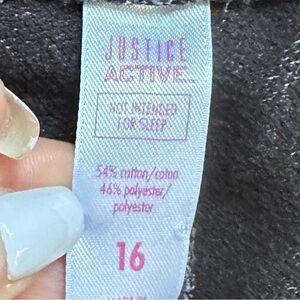 JUSTICE
ACTIVE
NOT INTENDED
FOR SLEEP
54% cotton/coton
46% polyester/
polyester
16